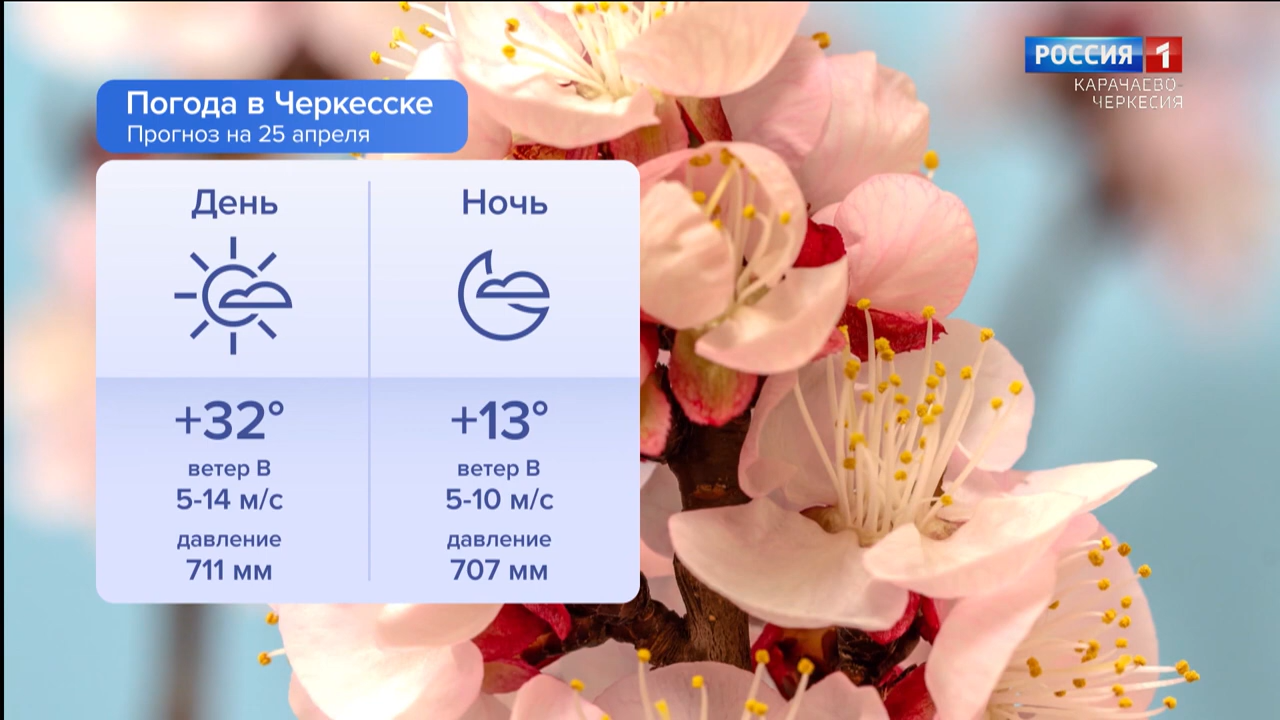 РОССИЯ 1
КАРАЧАЕВО-
ЧЕРКЕСИЯ
Погода в Черкесске
Прогноз на 25 апреля
День
Ночь
+32°
+13°
ветер В
ветер В
5-14 м/с
5-10 м/с
давление
давление
711 мм
707 мм